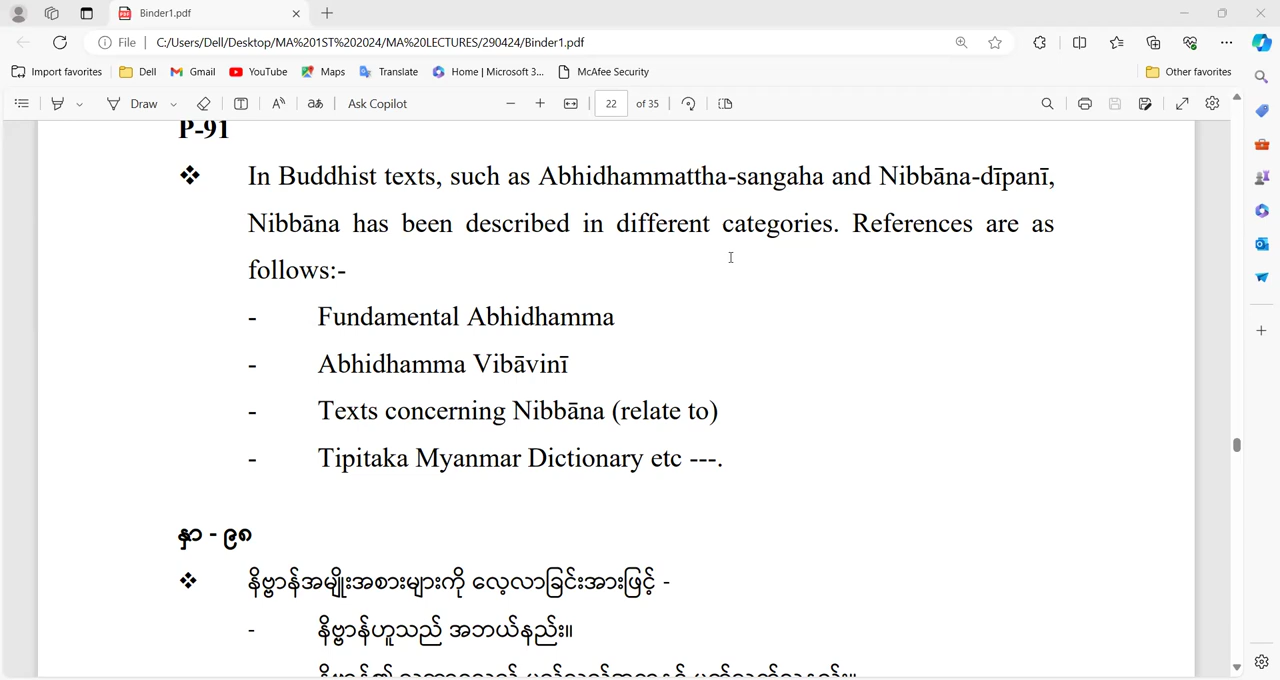 Binder1.pdf
File C:/Users/Dell/Desktop/MA%201ST%202024/MA%20LECTURES/290424/Binder1.pdf
Import favorites Dell Gmail YouTube Maps Translate Home | Microsoft 3... McAfee Security Other favorites
Draw Ask Copilot 22 of 35
P-91
❖ In Buddhist texts, such as Abhidhammattha-sangaha and Nibbāna-dīpanī,
Nibbāna has been described in different categories. References are as
follows:-
- Fundamental Abhidhamma
- Abhidhamma Vibāvinī
- Texts concerning Nibbāna (relate to)
- Tipitaka Myanmar Dictionary etc ---.
နှာ - ၉၈
❖ နိဗ္ဗာန်အမျိုးအစားများကို လေ့လာခြင်းအားဖြင့် -
- နိဗ္ဗာန်ဟူသည် အဘယ်နည်း။